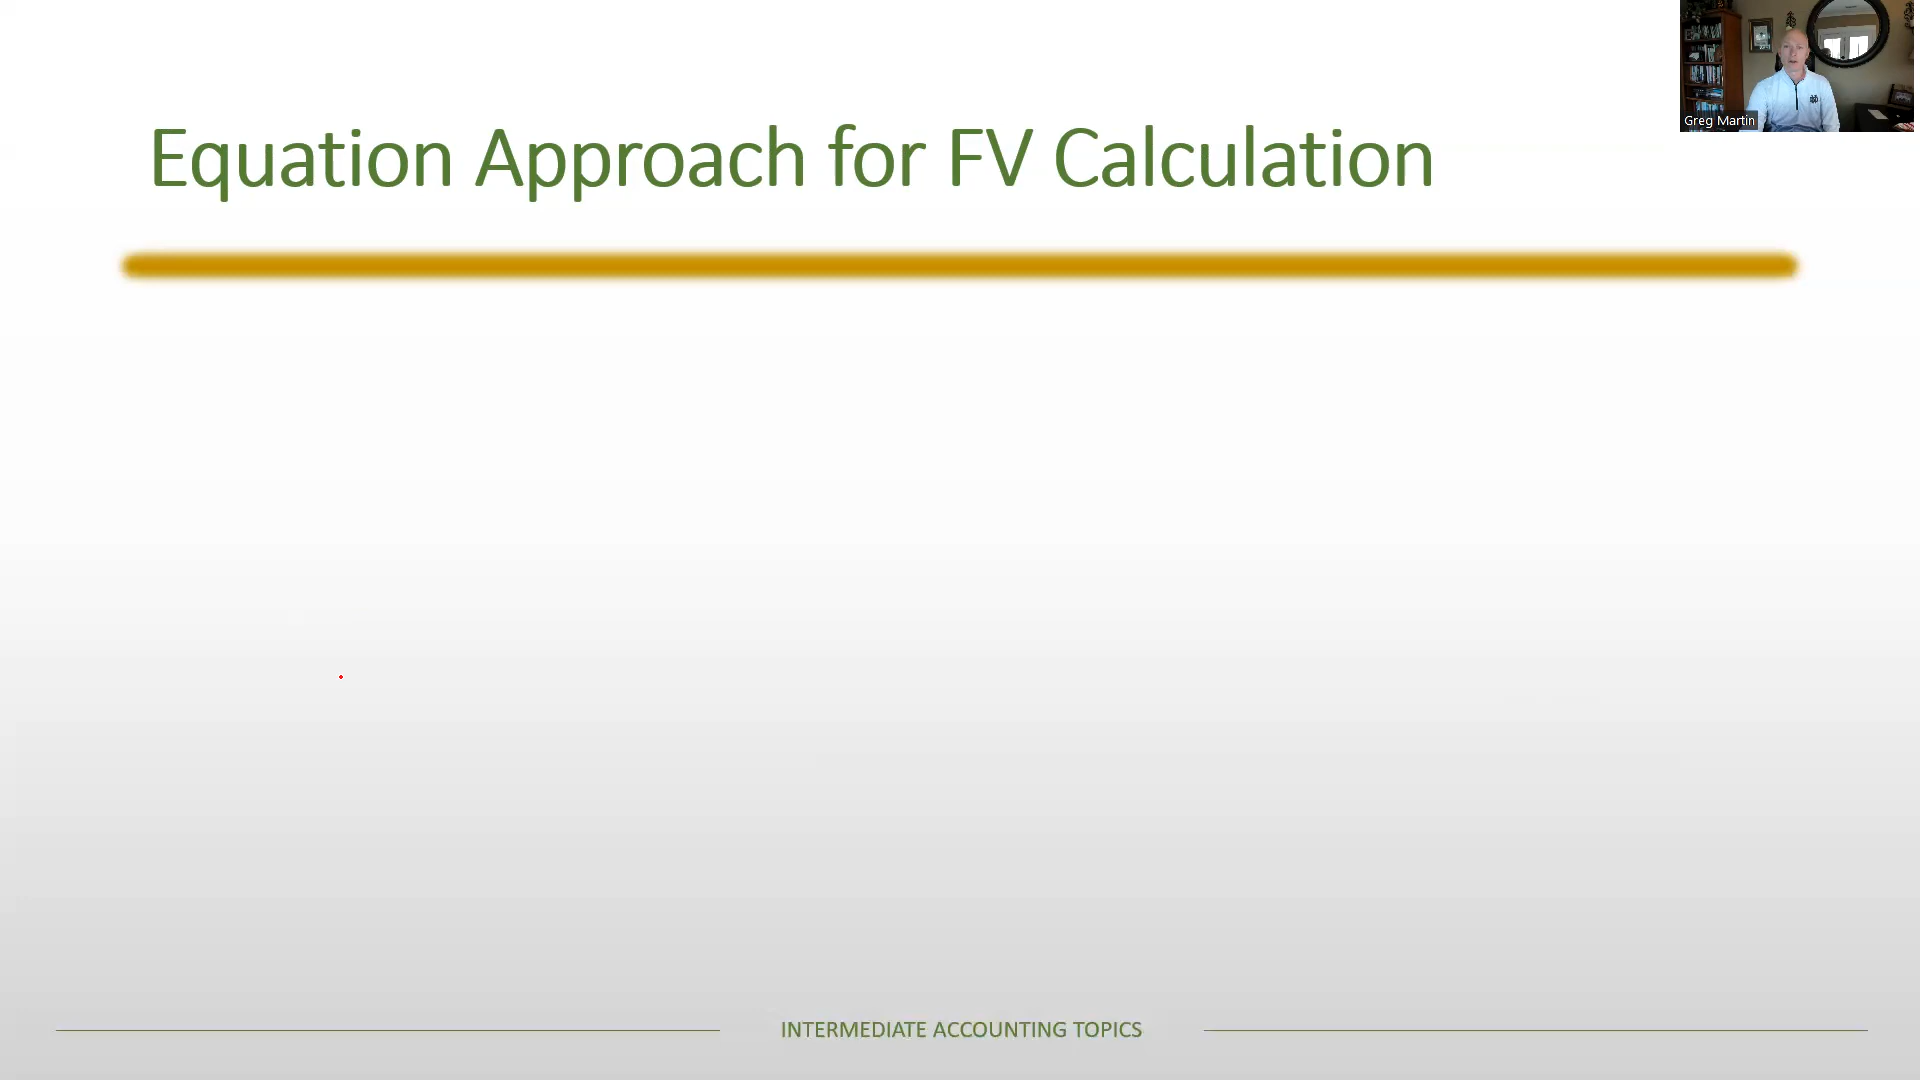 Equation Approach for FV Calculation
Greg Martin
INTERMEDIATE ACCOUNTING TOPICS